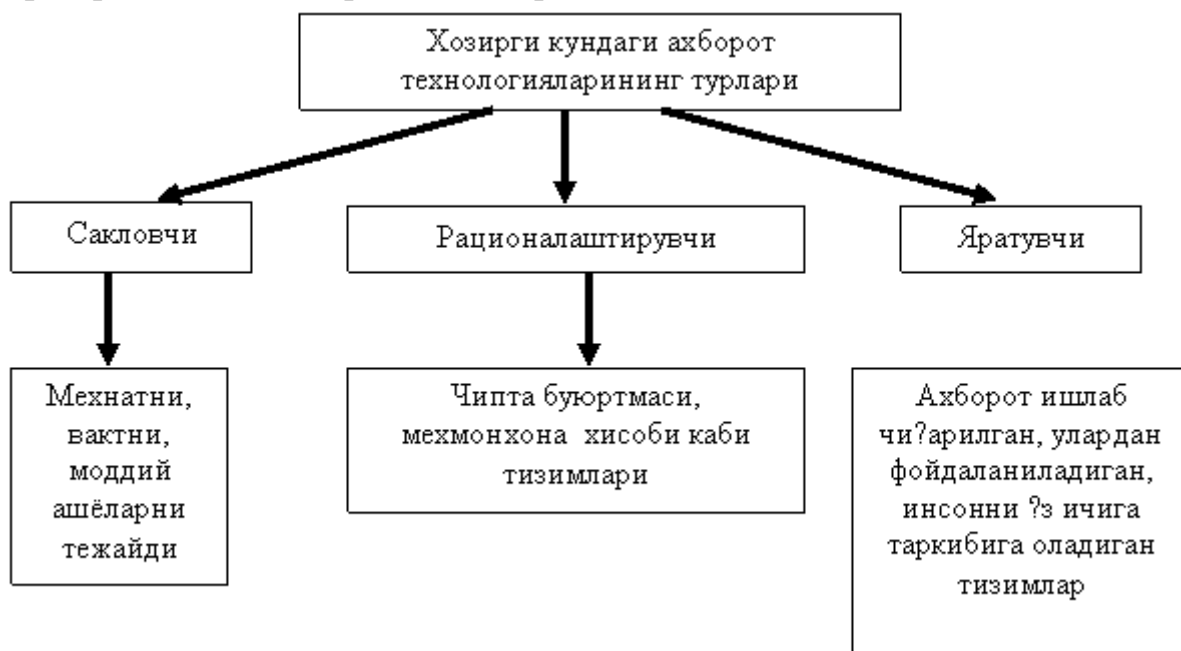 Хозирги кундаги ахборот
технологияларининг турлари
Сакловчи
Рационалаштирувчи
Яратувчи
Мехнатни,
вактни,
моддий
ашёларни
тежайди
Чипта буюртмаси,
мехмонхона хисоби каби
тизимлари
Ахборот ишлаб
чи?арилган, улардан
фойдаланиладиган,
инсонни ?з ичига
таркибига оладиган
тизимлар